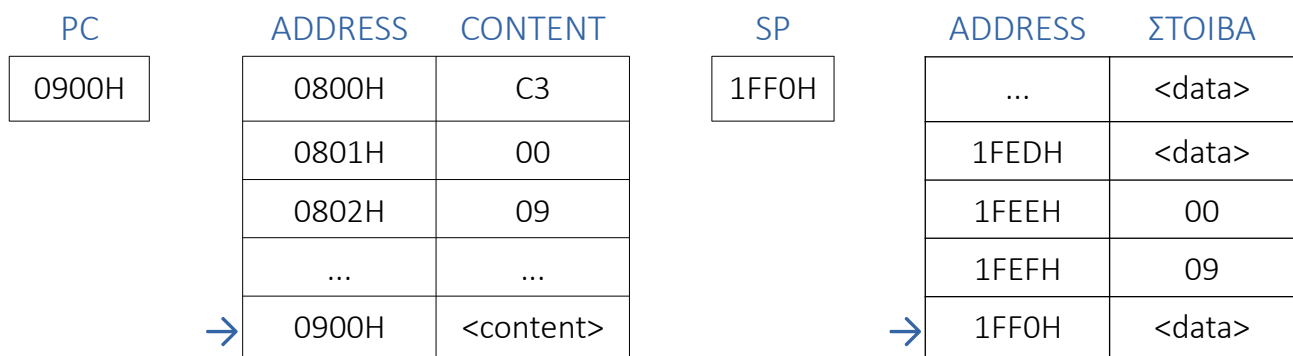 PC ADDRESS CONTENT SP ADDRESS ΣΤΟΙΒΑ
0900H 0800H C3 1FF0H ... <data>
0801H 00 1FEDH <data>
0802H 09 1FEEH 00
... ... 1FEFH 09
→ 0900H <content> → 1FF0H <data>